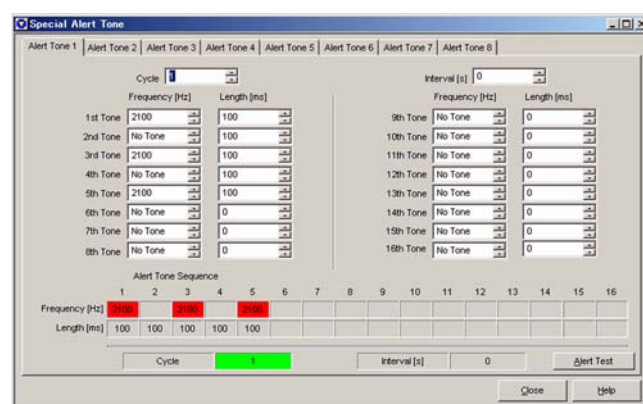 Special Alert Tone
Alert Tone 1 Alert Tone 2 Alert Tone 3 Alert Tone 4 Alert Tone 5 Alert Tone 6 Alert Tone 7 Alert Tone 8
Cycle 1 Interval [s] 0
Frequency [Hz] Length [ms] Frequency [Hz] Length [ms]
1st Tone 2100 100 9th Tone No Tone 0
2nd Tone No Tone 100 10th Tone No Tone 0
3rd Tone 2100 100 11th Tone No Tone 0
4th Tone No Tone 100 12th Tone No Tone 0
5th Tone 2100 100 13th Tone No Tone 0
6th Tone No Tone 0 14th Tone No Tone 0
7th Tone No Tone 0 15th Tone No Tone 0
8th Tone No Tone 0 16th Tone No Tone 0
Alert Tone Sequence
1 2 3 4 5 6 7 8 9 10 11 12 13 14 15 16
Frequency [Hz] 2100 2100 2100
Length [ms] 100 100 100 100 100
Cycle 1 Interval [s] 0 Alert Test
Close Help